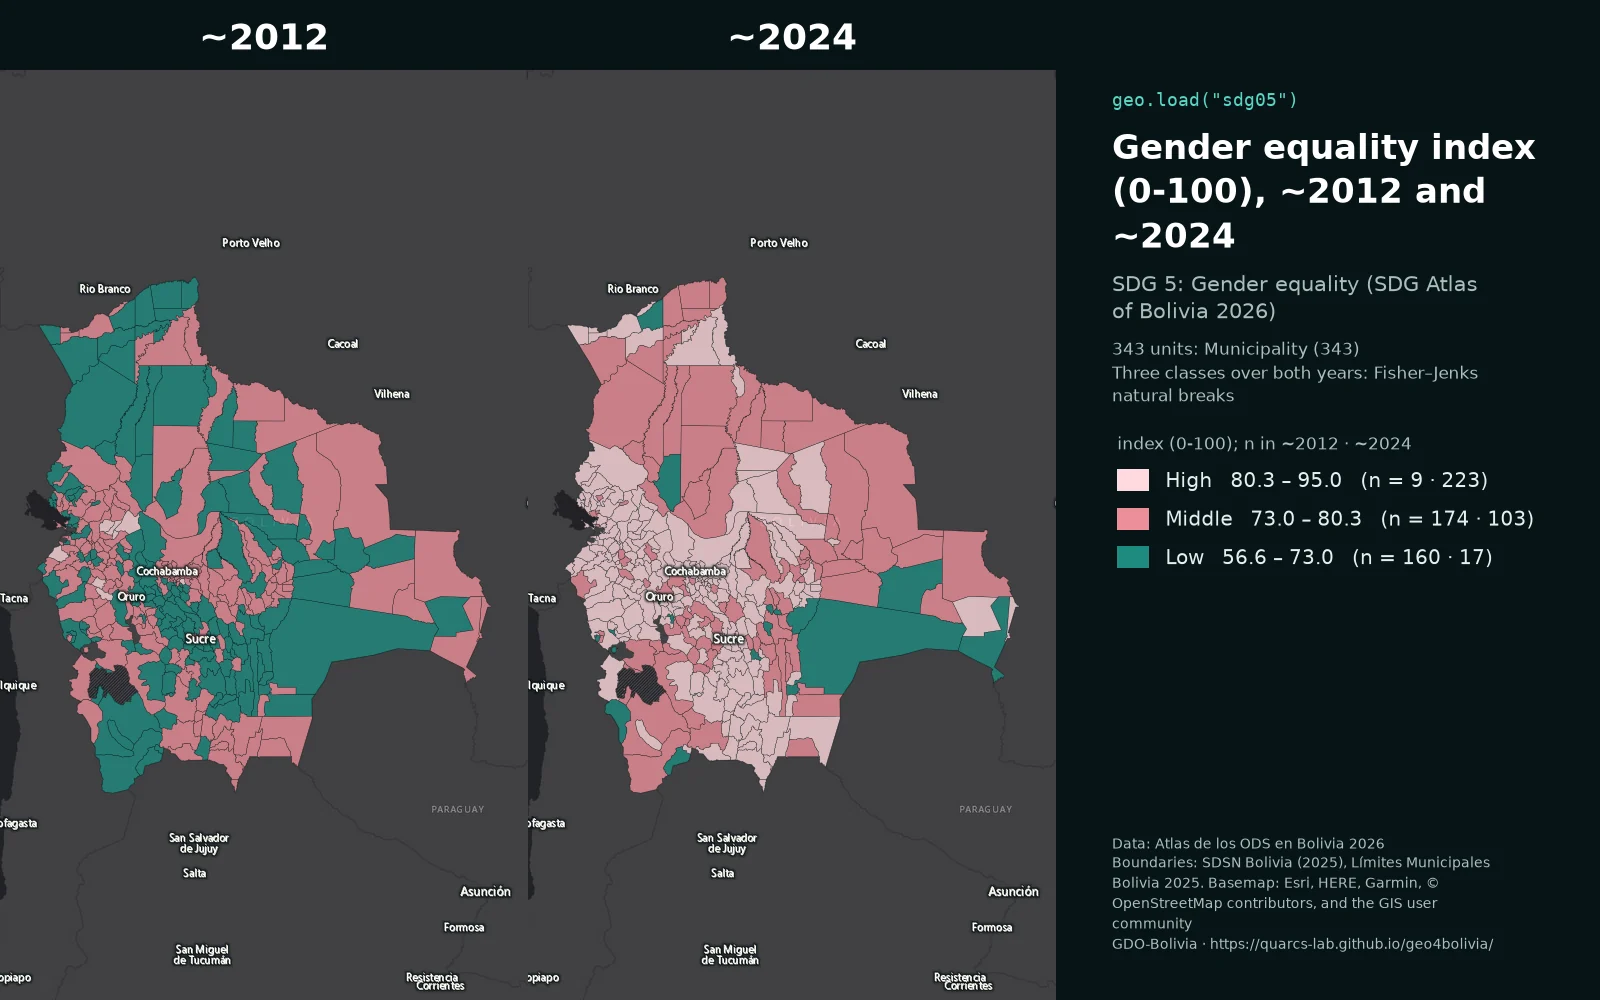 ~2012
~2024
Porto Velho
Rio Branco
Cacoal
Vilhena
Cochabamba
Tacna
Oruro
Sucre
PARAGUAY
San Salvador
de Jujuy
Salta
Asunción
Formosa
San Miguel
de Tucumán
Resistencia
Corrientes
Porto Velho
Rio Branco
Cacoal
Vilhena
Cochabamba
Tacna
Oruro
Sucre
PARAGUAY
San Salvador
de Jujuy
Salta
Asunción
Formosa
San Miguel
de Tucumán
Resistencia
Corrientes
geo.load("sdg05")
Gender equality index
(0-100), ~2012 and
~2024
SDG 5: Gender equality (SDG Atlas
of Bolivia 2026)
343 units: Municipality (343)
Three classes over both years: Fisher–Jenks
natural breaks
index (0-100); n in ~2012 · ~2024
High 80.3 – 95.0 (n = 9 · 223)
Middle 73.0 – 80.3 (n = 174 · 103)
Low 56.6 – 73.0 (n = 160 · 17)
Data: Atlas de los ODS en Bolivia 2026
Boundaries: SDSN Bolivia (2025), Límites Municipales
Bolivia 2025. Basemap: Esri, HERE, Garmin, ©
OpenStreetMap contributors, and the GIS user
community
GDO-Bolivia · https://quarcs-lab.github.io/geo4bolivia/